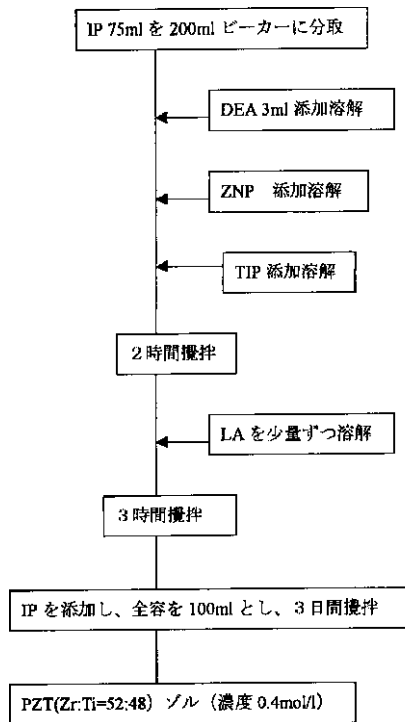 IP 75ml を 200ml ビーカーに分取
DEA 3ml 添加溶解
ZNP 添加溶解
TIP 添加溶解
2時間攪拌
LA を少量ずつ溶解
3時間攪拌
IP を添加し、全容を 100ml とし、3日間攪拌
PZT(Zr:Ti=52:48) ゾル (濃度 0.4mol/l)